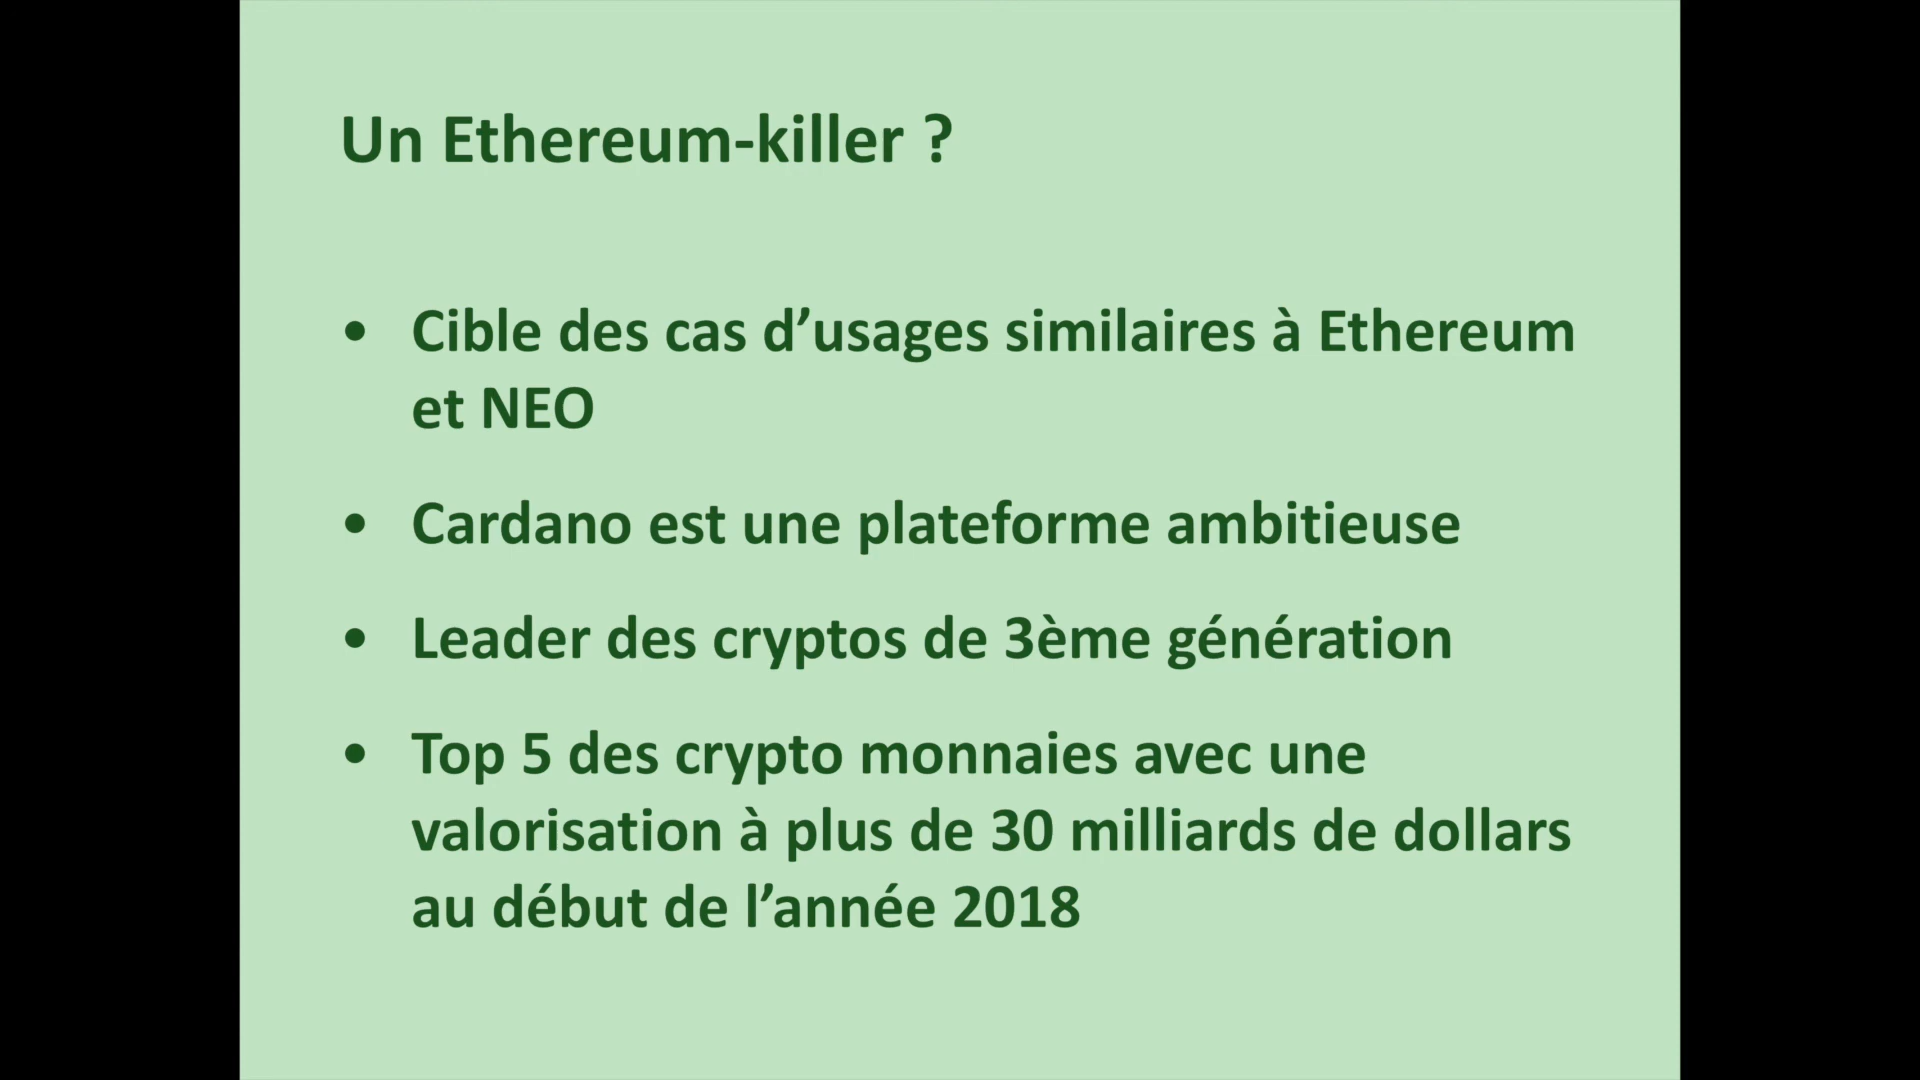 Un Ethereum-killer ?
• Cible des cas d’usages similaires à Ethereum
et NEO
• Cardano est une plateforme ambitieuse
• Leader des cryptos de 3ème génération
• Top 5 des crypto monnaies avec une
valorisation à plus de 30 milliards de dollars
au début de l’année 2018